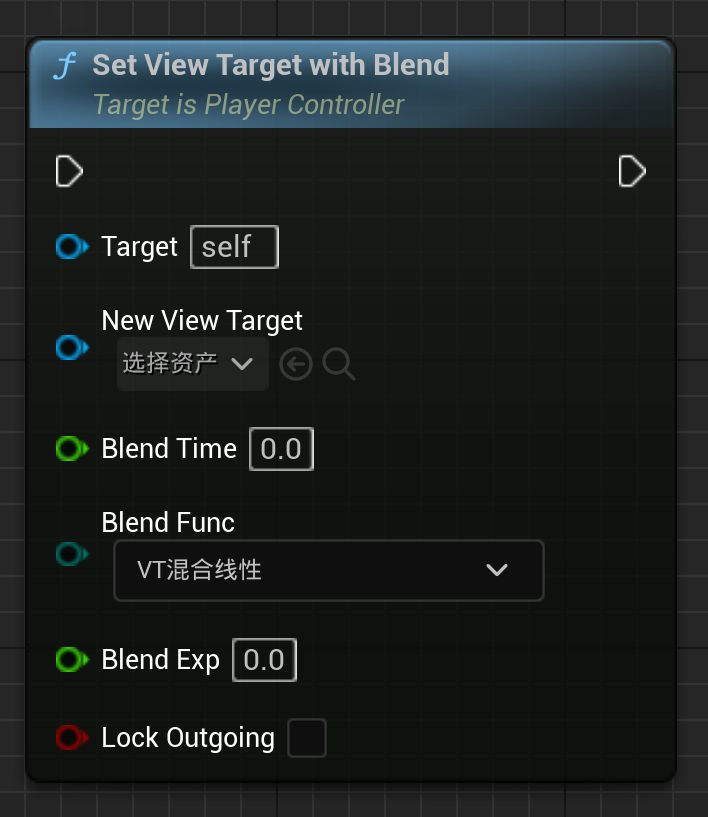 f Set View Target with Blend
Target is Player Controller
Target self
New View Target
选择资产
Blend Time 0.0
Blend Func
VT混合线性
Blend Exp 0.0
Lock Outgoing